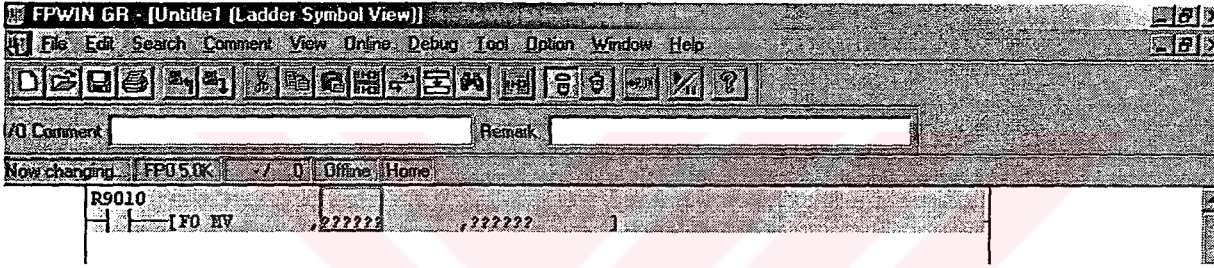 FPWIN GR - [Untitle1 (Ladder Symbol View)]
File Edit Search Comment View Online Debug Tool Option Window Help
I/O Comment Remark
Now changing... FP0 5.0K - / 0 Offline Home
R9010
[F0 MV ,?????? ,?????? ]